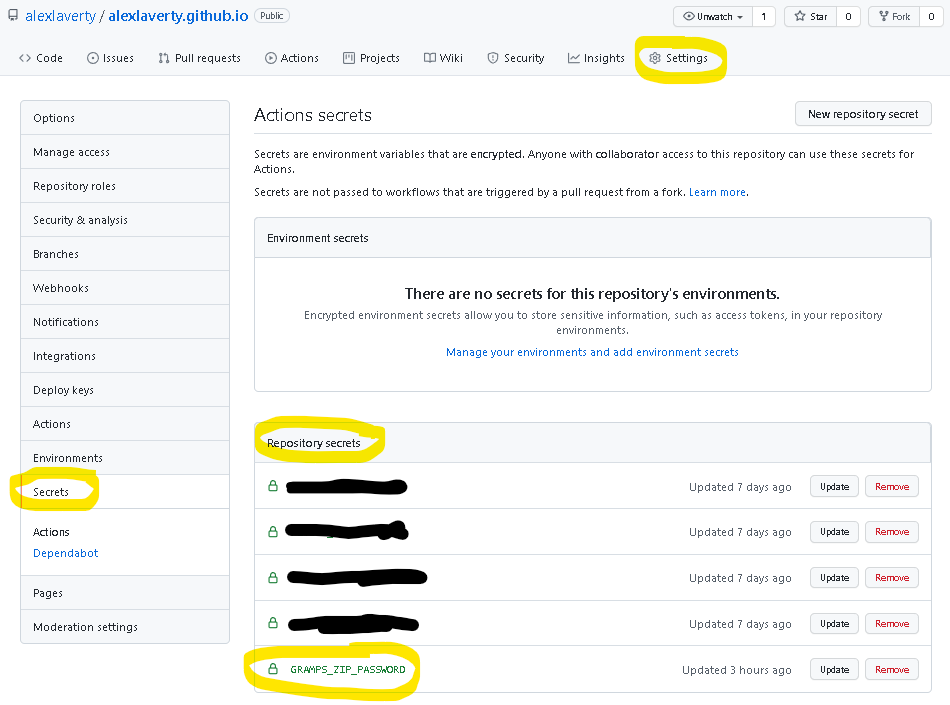 alexlaverty / alexlaverty.github.io Public
Unwatch 1 Star 0 Fork 0
Code Issues Pull requests Actions Projects Wiki Security Insights Settings
Options
Manage access
Repository roles
Security & analysis
Branches
Webhooks
Notifications
Integrations
Deploy keys
Actions
Environments
Secrets
Actions
Dependabot
Pages
Moderation settings
Actions secrets
New repository secret
Secrets are environment variables that are encrypted. Anyone with collaborator access to this repository can use these secrets for
Actions.
Secrets are not passed to workflows that are triggered by a pull request from a fork. Learn more.
Environment secrets
There are no secrets for this repository's environments.
Encrypted environment secrets allow you to store sensitive information, such as access tokens, in your repository
environments.
Manage your environments and add environment secrets
Repository secrets
Updated 7 days ago Update Remove
Updated 7 days ago Update Remove
Updated 7 days ago Update Remove
Updated 7 days ago Update Remove
GRAMPS_ZIP_PASSWORD Updated 3 hours ago Update Remove